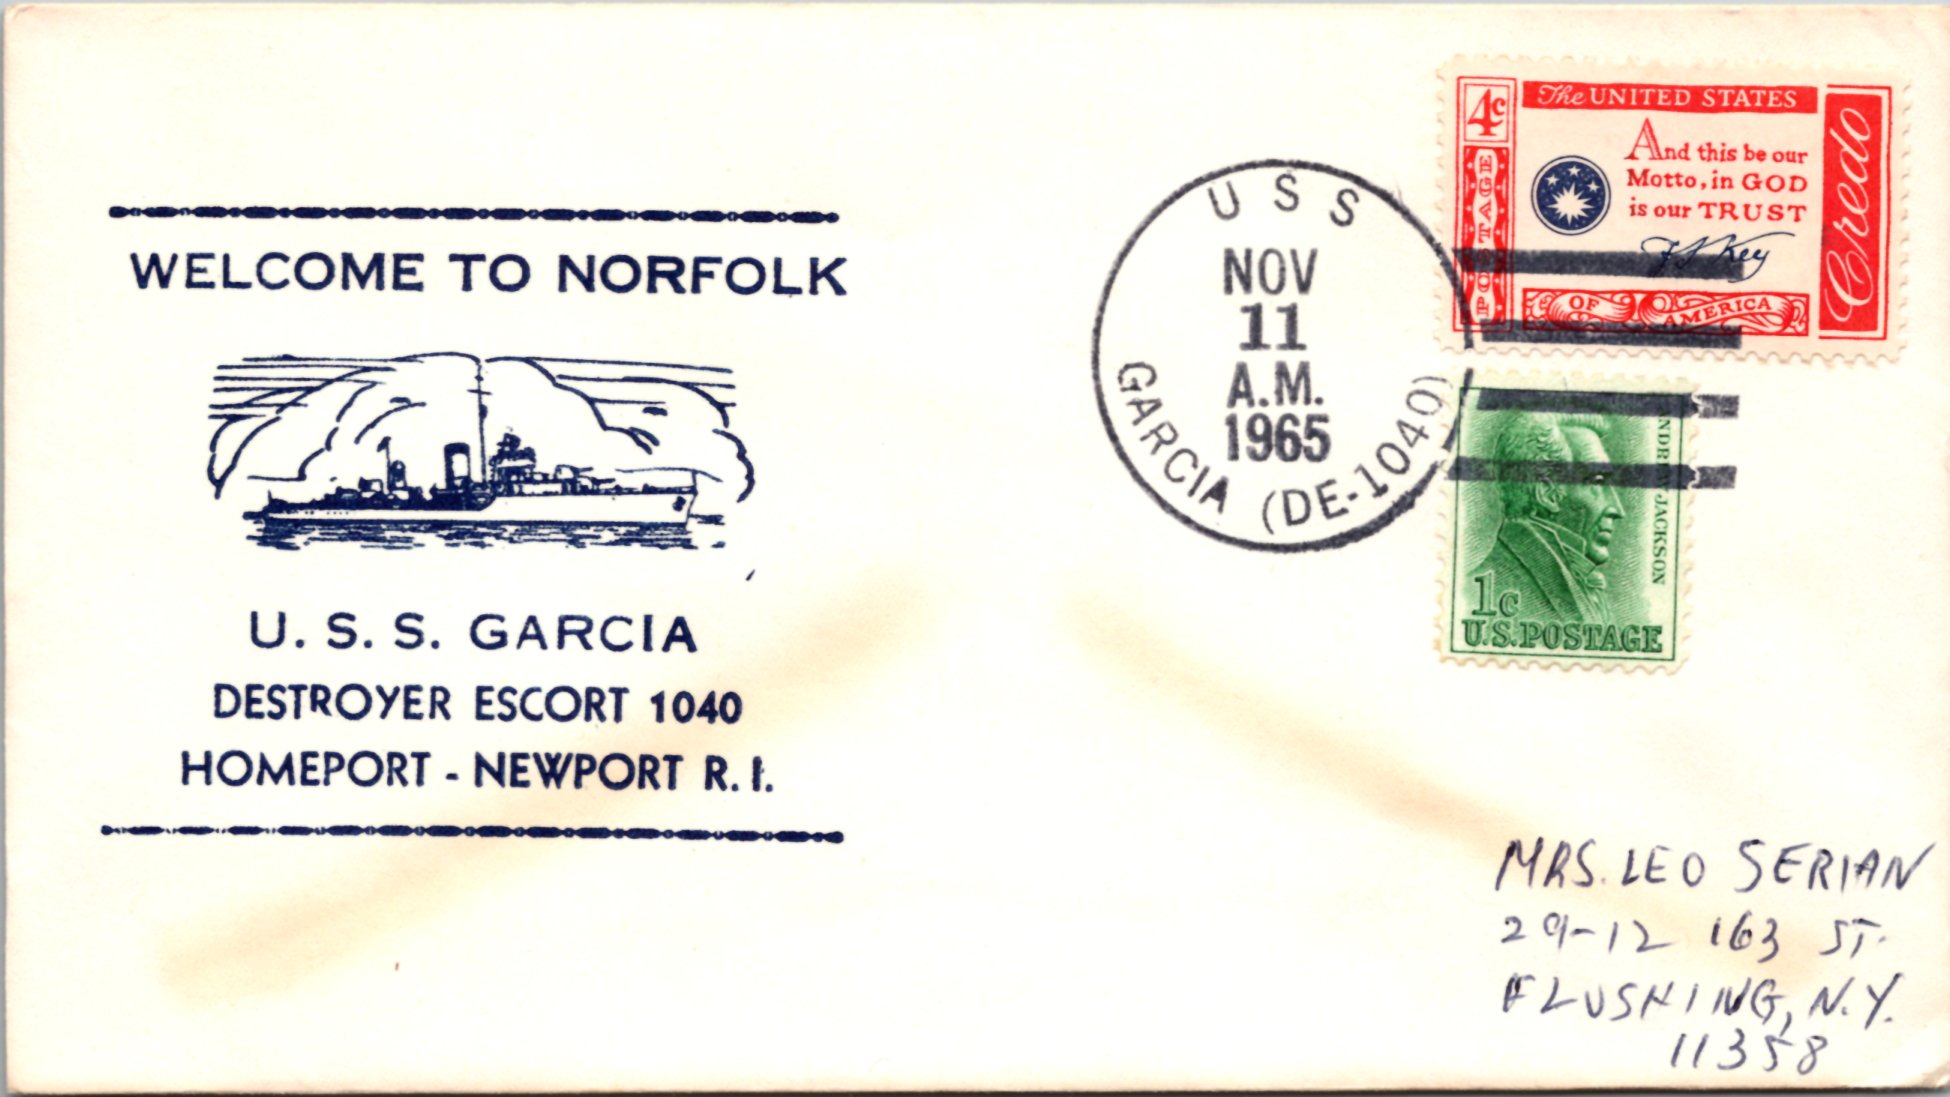 WELCOME TO NORFOLK
U. S. S. GARCIA
DESTROYER ESCORT 1040
HOMEPORT - NEWPORT R. I.
USS
NOV
11
A.M.
1965
GARCIA (DE-1040)
4c
POSTAGE
The UNITED STATES
And this be our
Motto, in GOD
is our TRUST
F S Key
OF AMERICA
Credo
ANDREW JACKSON
1c
U.S. POSTAGE
MRS. LEO SERIAN
29-12 163 ST.
FLUSHING, N.Y.
11358